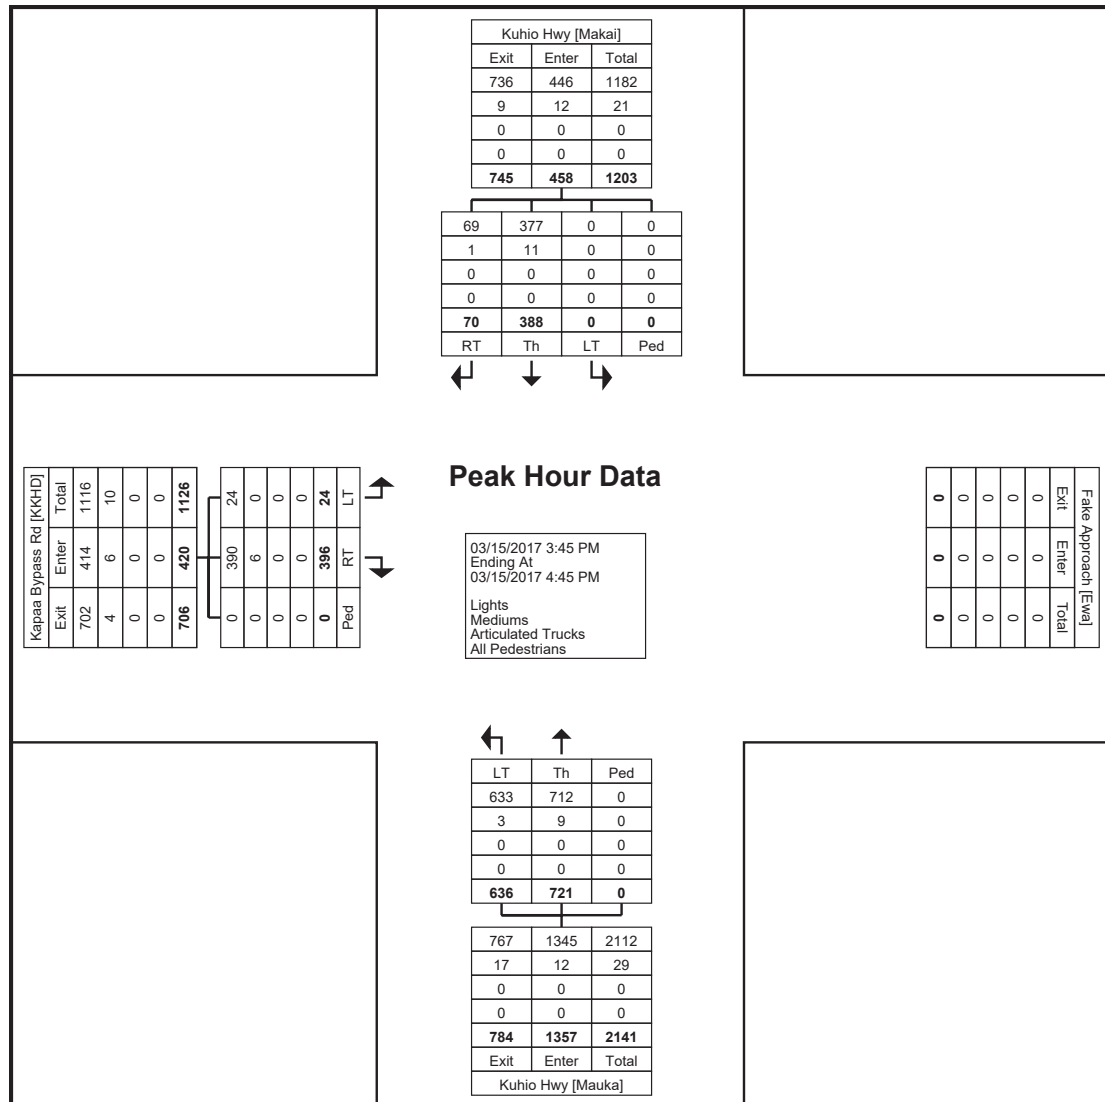 Kuhio Hwy [Makai]
Exit Enter Total
736 446 1182
9 12 21
0 0 0
0 0 0
745 458 1203
69 377 0 0
1 11 0 0
0 0 0 0
0 0 0 0
70 388 0 0
RT Th LT Ped
Kapaa Bypass Rd [KKHD]
Exit Enter Total
702 414 1116
4 6 10
0 0 0
0 0 0
706 420 1126
0 390 24
0 6 0
0 0 0
0 0 0
0 396 24
Ped RT LT
Peak Hour Data
03/15/2017 3:45 PM
Ending At
03/15/2017 4:45 PM
Lights
Mediums
Articulated Trucks
All Pedestrians
Fake Approach [Ewa]
Exit Enter Total
0 0 0
0 0 0
0 0 0
0 0 0
0 0 0
LT Th Ped
633 712 0
3 9 0
0 0 0
0 0 0
636 721 0
767 1345 2112
17 12 29
0 0 0
0 0 0
784 1357 2141
Exit Enter Total
Kuhio Hwy [Mauka]